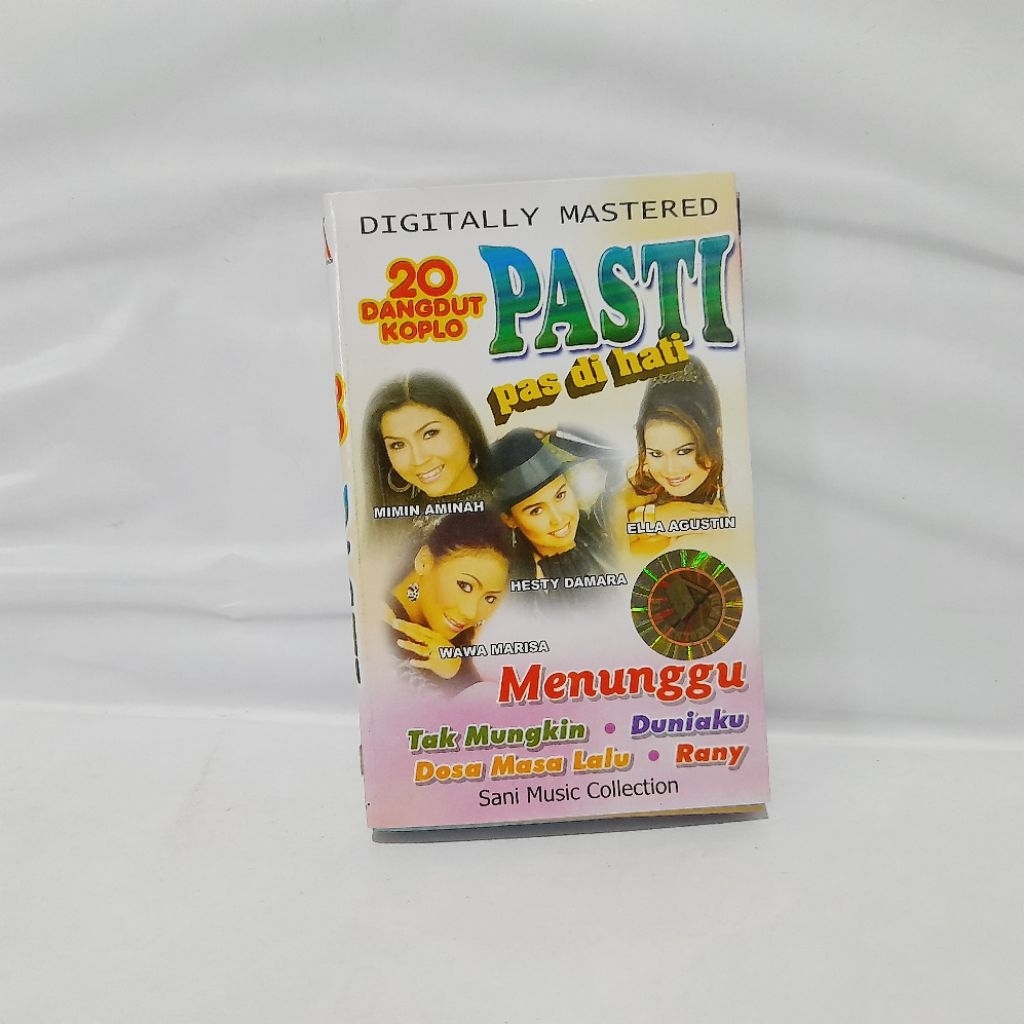 DIGITALLY MASTERED
20
DANGDUT
KOPLO
PASTI
pas di hati
MIMIN AMINAH
ELLA AGUSTIN
HESTY DAMARA
WAWA MARISA
Menunggu
Tak Mungkin • Duniaku
Dosa Masa Lalu • Rany
Sani Music Collection